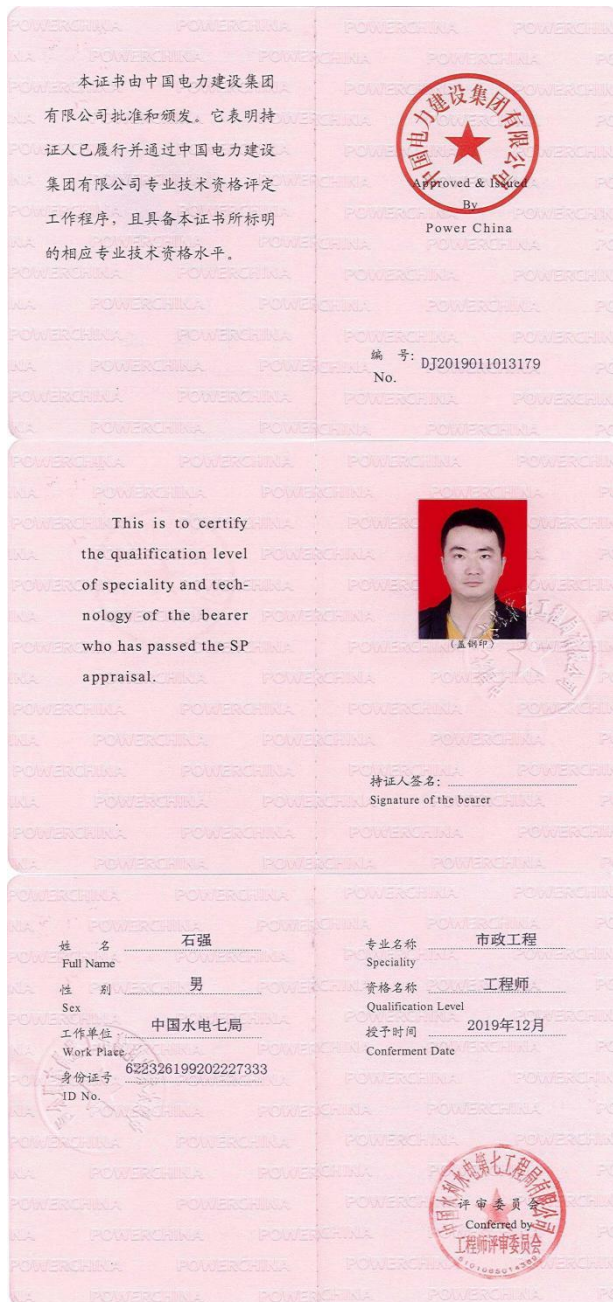 本证书由中国电力建设集团
有限公司批准和颁发。它表明持
证人已履行并通过中国电力建设
集团有限公司专业技术资格评定
工作程序，且具备本证书所标明
的相应专业技术资格水平。
中国电力建设集团有限公司
Approved & Issued
By
Power China
编 号：DJ2019011013179
No.
This is to certify
the qualification level
of speciality and tech-
nology of the bearer
who has passed the SP
appraisal.
（盖钢印）
持证人签名：
Signature of the bearer
姓 名 石强
Full Name
性 别 男
Sex
工作单位 中国水电七局
Work Place
身份证号 622326199202227333
ID No.
专业名称 市政工程
Speciality
资格名称 工程师
Qualification Level
授予时间 2019年12月
Conferment Date
中国水利水电第七工程局有限公司
评审委员会
Conferred by
工程师评审委员会
POWERCHINA